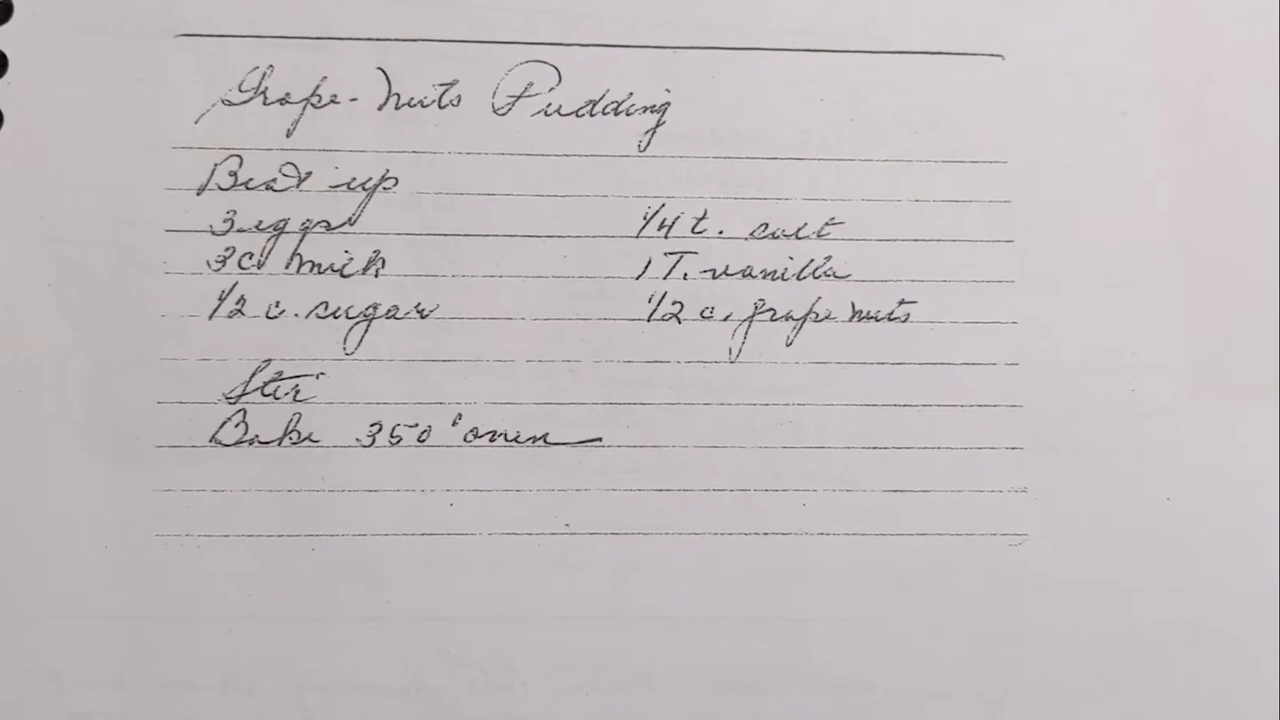 Grape-Nuts Pudding
Beat up
3 eggs
3 c. milk
1/2 c. sugar
1/4 t. salt
1 T. vanilla
1/2 c. grape nuts
Stir
Bake 350° oven